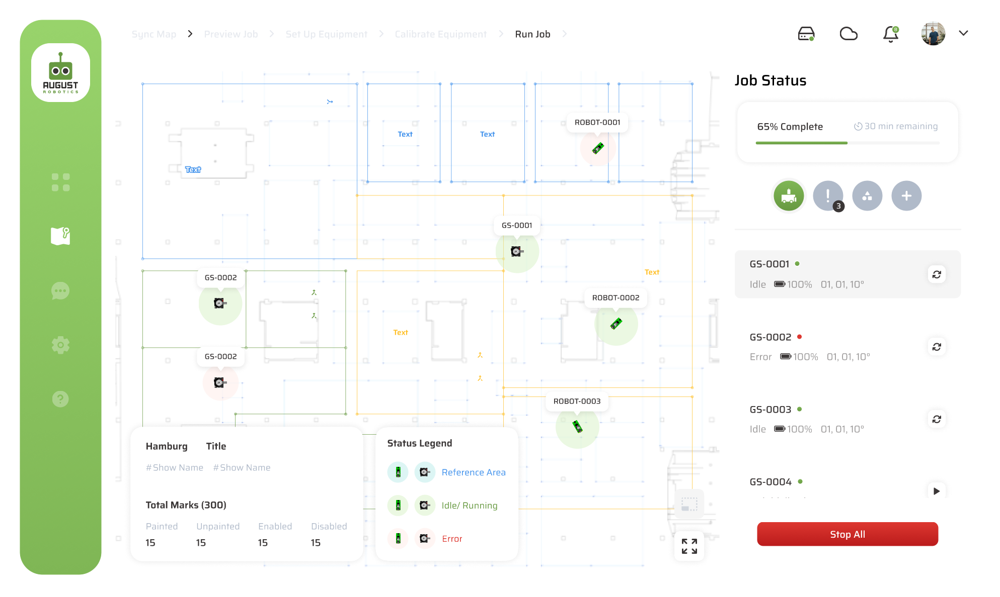 AUGUST
ROBOTICS
Sync Map
Preview Job
Set Up Equipment
Calibrate Equipment
Run Job
8
Text
Text
Text
ROBOT-0001
GS-0001
GS-0002
Text
ROBOT-0002
Text
GS-0002
ROBOT-0003
Hamburg Title
#Show Name #Show Name
Total Marks (300)
Painted Unpainted Enabled Disabled
15 15 15 15
Status Legend
Reference Area
Idle/ Running
Error
Job Status
65% Complete 30 min remaining
3
GS-0001
Idle 100% 01, 01, 10°
GS-0002
Error 100% 01, 01, 10°
GS-0003
Idle 100% 01, 01, 10°
GS-0004
Stop All